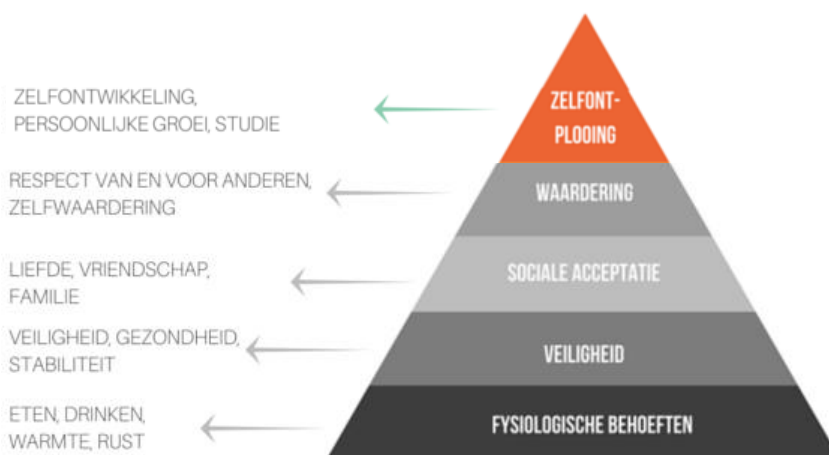 ZELFONTWIKKELING,
PERSOONLIJKE GROEI, STUDIE
ZELFONT-
PLOOING
RESPECT VAN EN VOOR ANDEREN,
ZELFWAARDERING
WAARDERING
LIEFDE, VRIENDSCHAP,
FAMILIE
SOCIALE ACCEPTATIE
VEILIGHEID, GEZONDHEID,
STABILITEIT
VEILIGHEID
ETEN, DRINKEN,
WARMTE, RUST
FYSIOLOGISCHE BEHOEFTEN